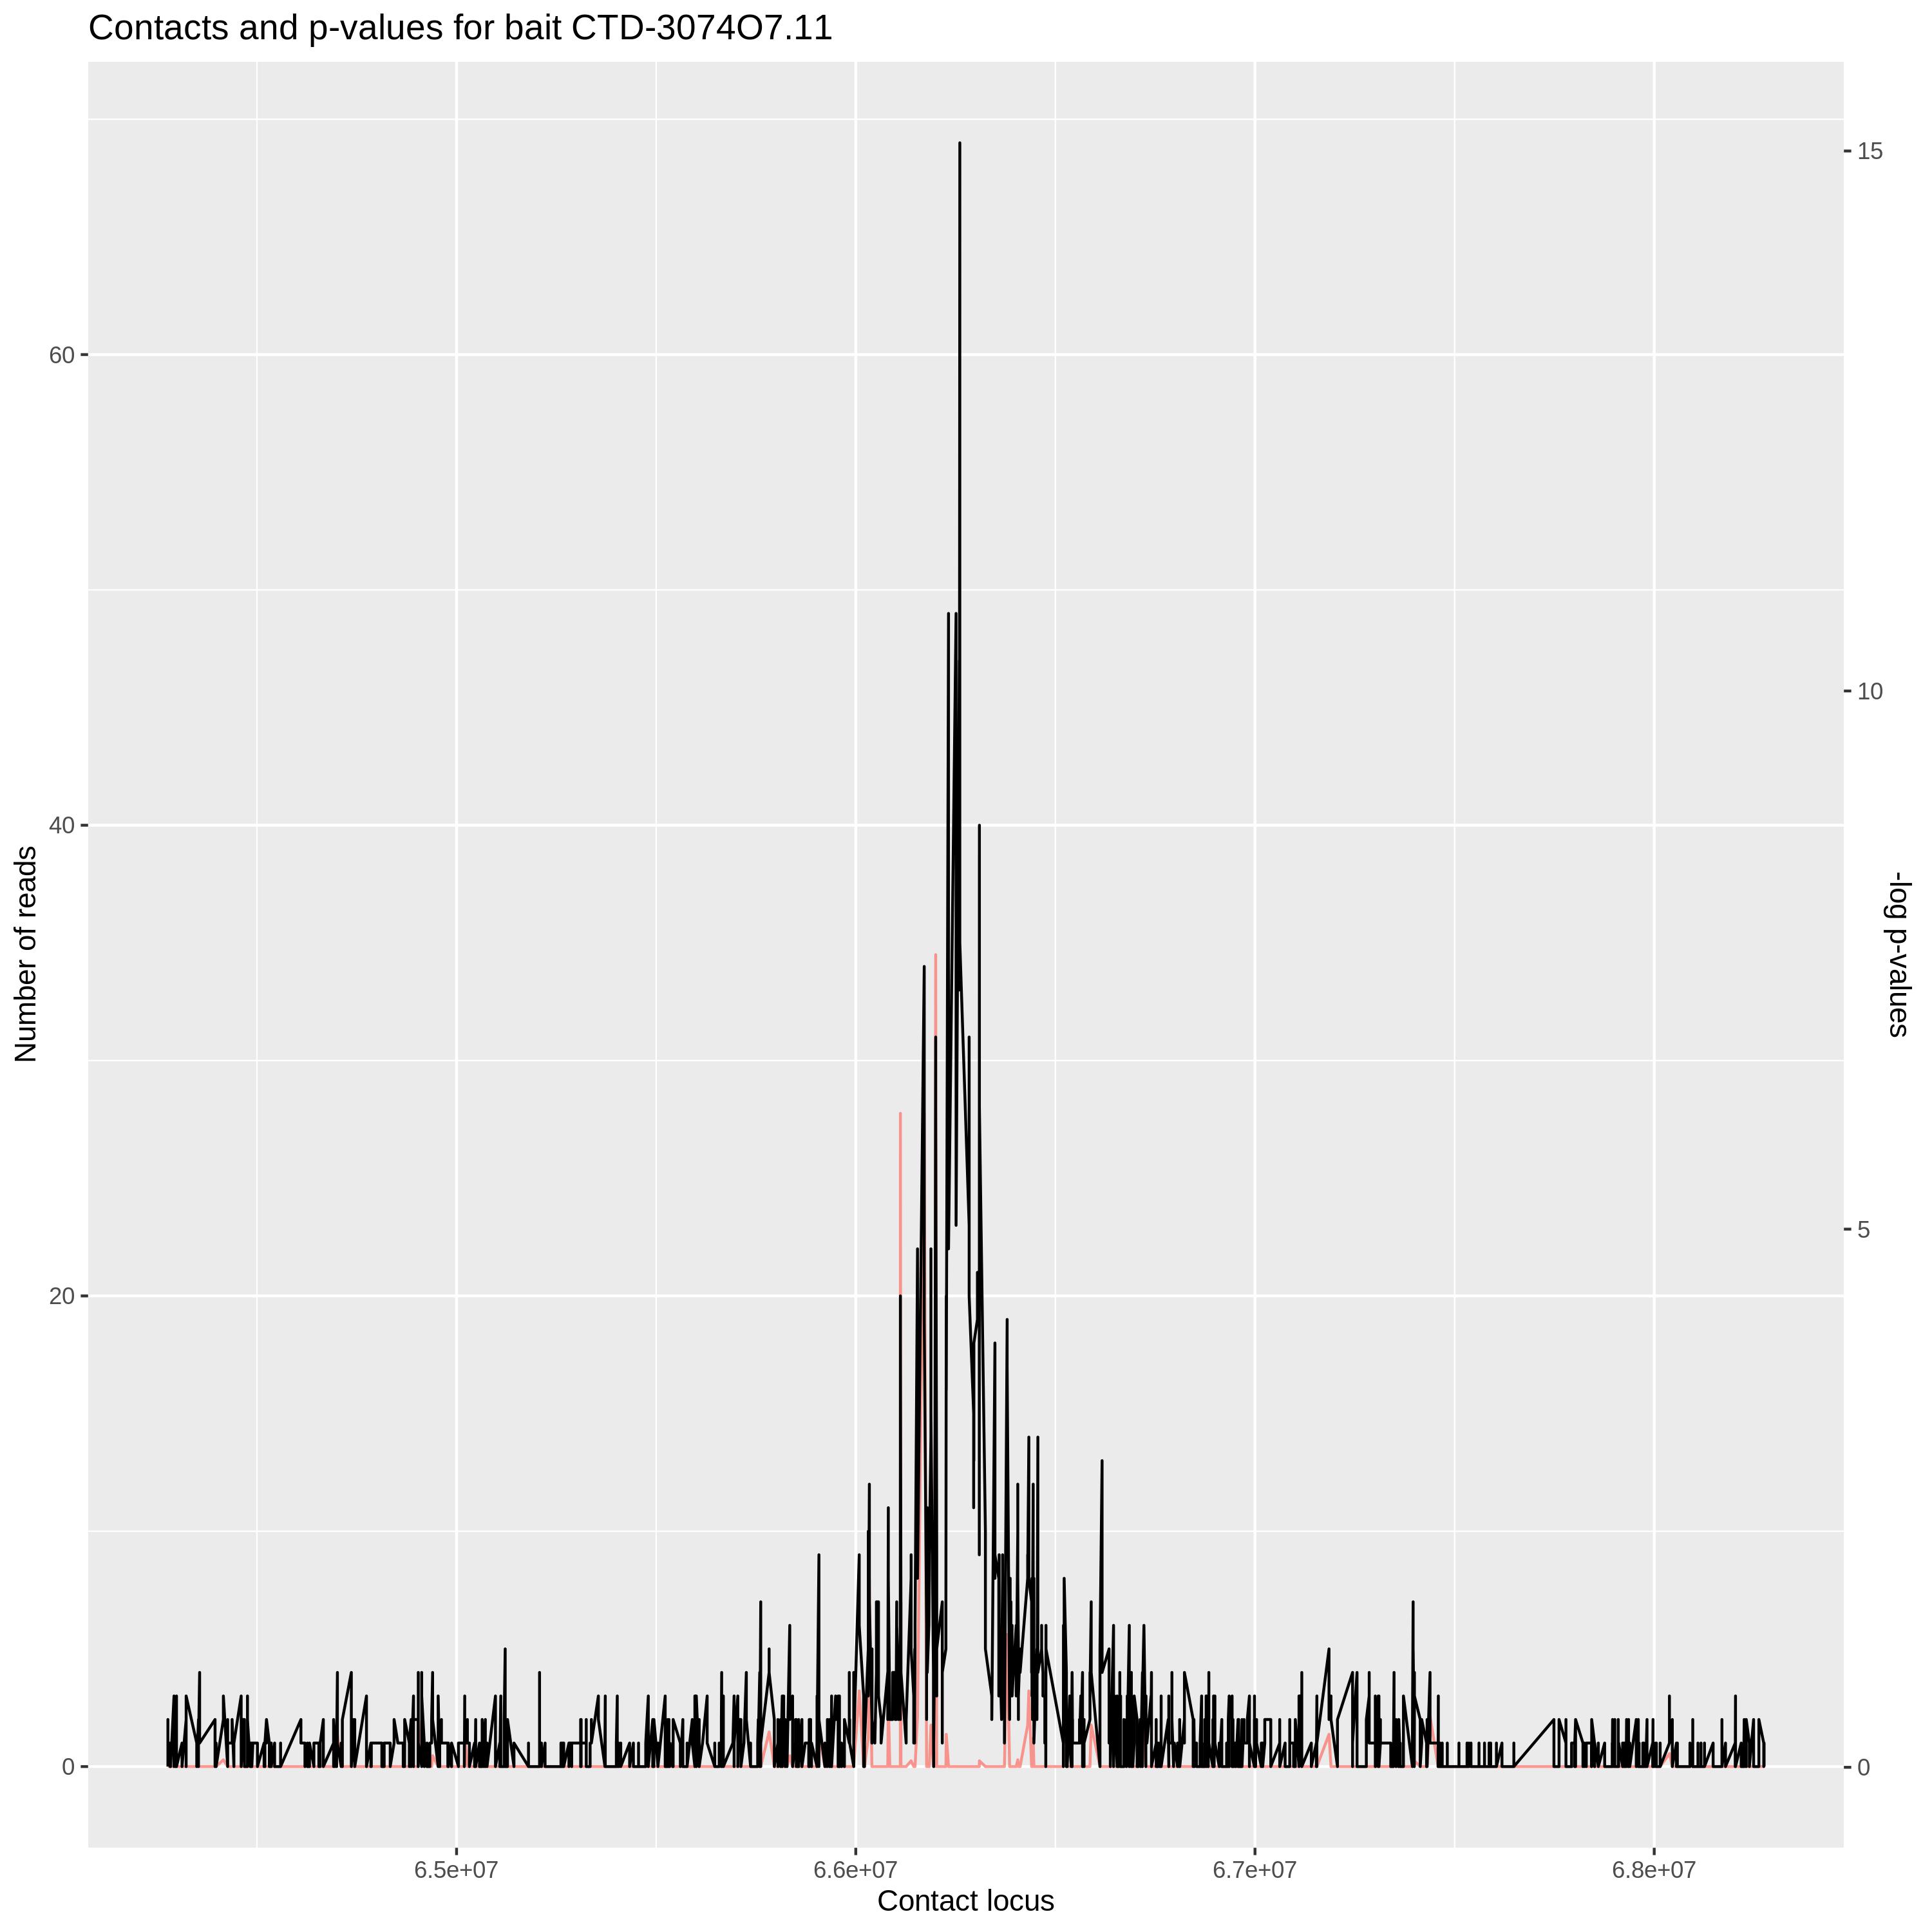 Contacts and p-values for bait CTD-3074O7.11
60
40
20
0
Number of reads
15
10
5
0
-log p-values
6.5e+07 6.6e+07 6.7e+07 6.8e+07
Contact locus